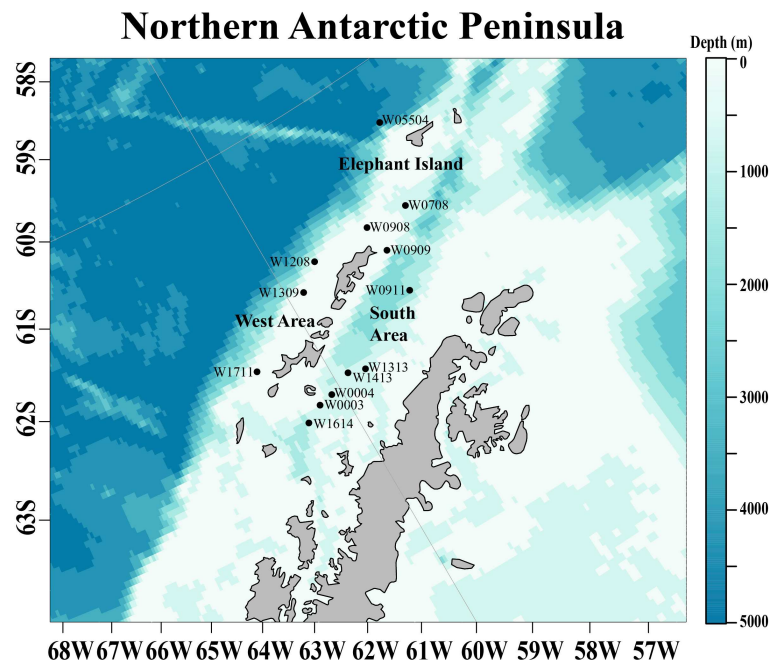 Northern Antarctic Peninsula
Depth (m)
58S
59S
60S
61S
62S
63S
W05504
Elephant Island
W0708
W0908
W0909
W1208
W0911
W1309
West Area
South
Area
W1711
W1313
W1413
W0004
W0003
W1614
0
1000
2000
3000
4000
5000
68W 67W 66W 65W 64W 63W 62W 61W 60W 59W 58W 57W